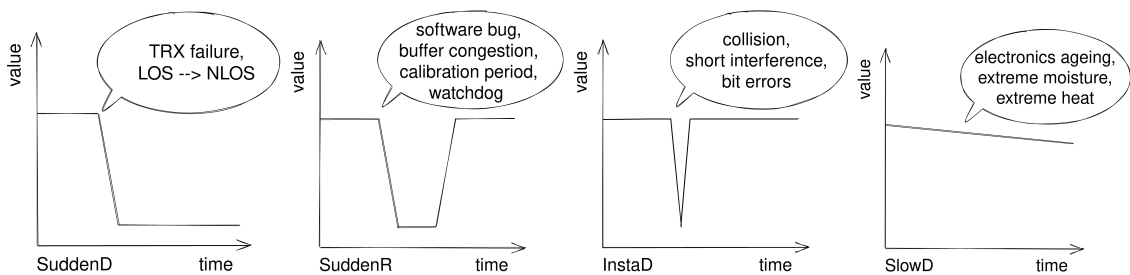 value
TRX failure,
LOS --> NLOS
SuddenD
time
value
software bug,
buffer congestion,
calibration period,
watchdog
SuddenR
time
value
collision,
short interference,
bit errors
InstaD
time
value
electronics ageing,
extreme moisture,
extreme heat
SlowD
time